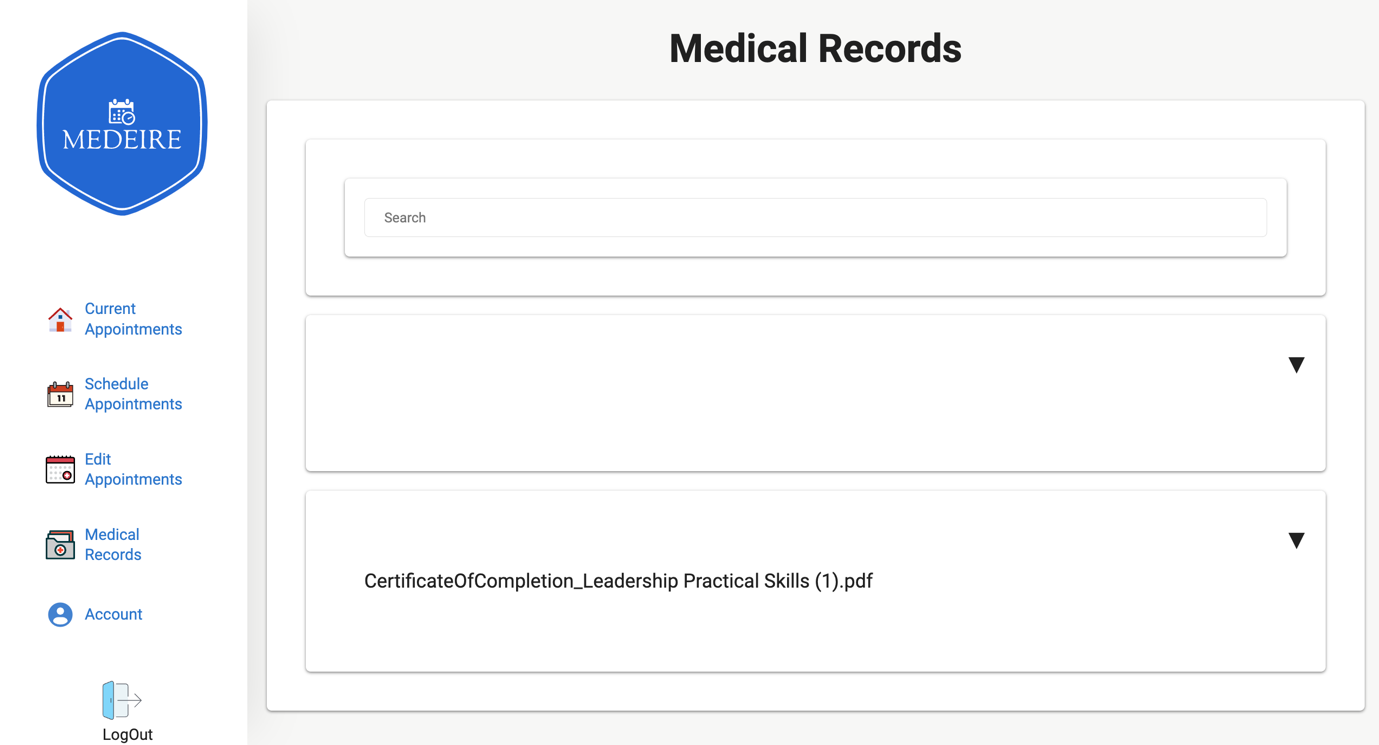 MEDEIRE
Current
Appointments
11
Schedule
Appointments
Edit
Appointments
Medical
Records
Account
LogOut
Medical Records
Search
▼
▼
CertificateOfCompletion_Leadership Practical Skills (1).pdf